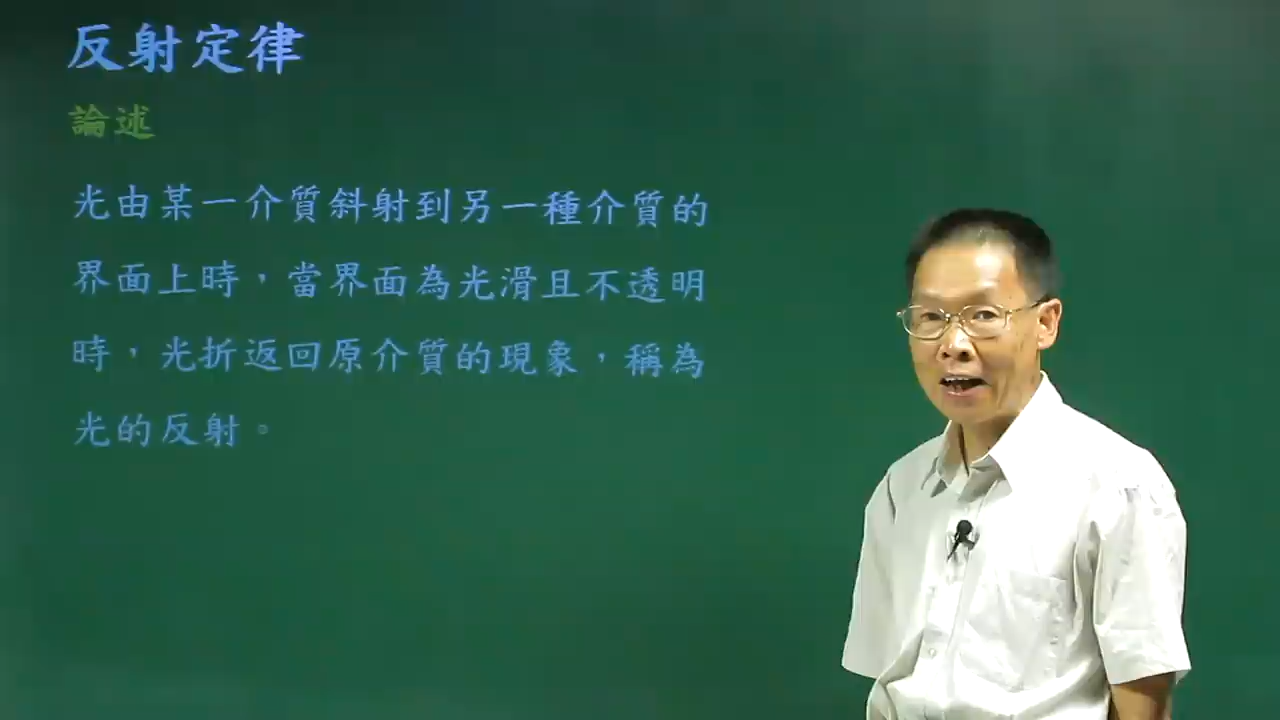 反射定律
論述
光由某一介質斜射到另一種介質的
界面上時，當界面為光滑且不透明
時，光折返回原介質的現象，稱為
光的反射。